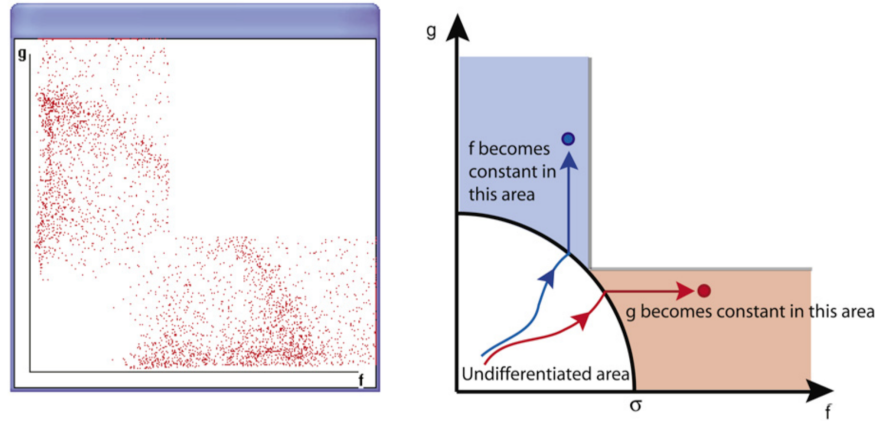 g
f
g
f becomes
constant in
this area
g becomes constant in this area
Undifferentiated area
σ
f